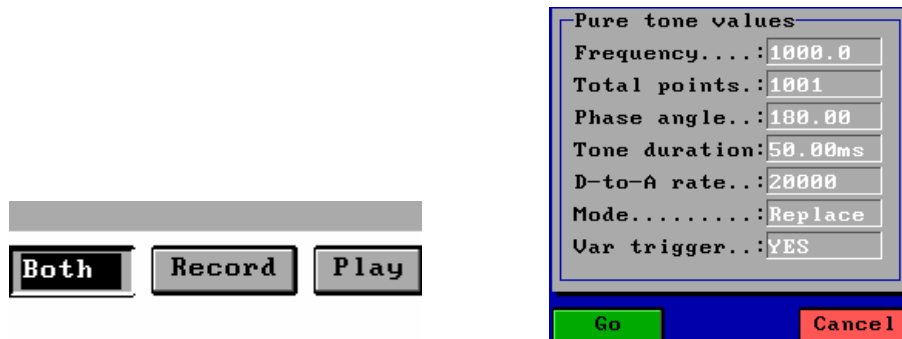 Both Record Play
Pure tone values
Frequency....:1000.0
Total points.:1001
Phase angle..:180.00
Tone duration:50.00ms
D-to-A rate..:20000
Mode.........:Replace
Var trigger..:YES
Go Cancel